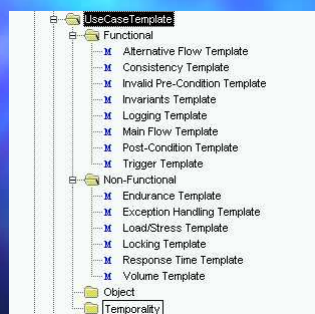 UseCaseTemplate
Functional
M Alternative Flow Template
M Consistency Template
M Invalid Pre-Condition Template
M Invariants Template
M Logging Template
M Main Flow Template
M Post-Condition Template
M Trigger Template
Non-Functional
M Endurance Template
M Exception Handling Template
M Load/Stress Template
M Locking Template
M Response Time Template
M Volume Template
Object
Temporality